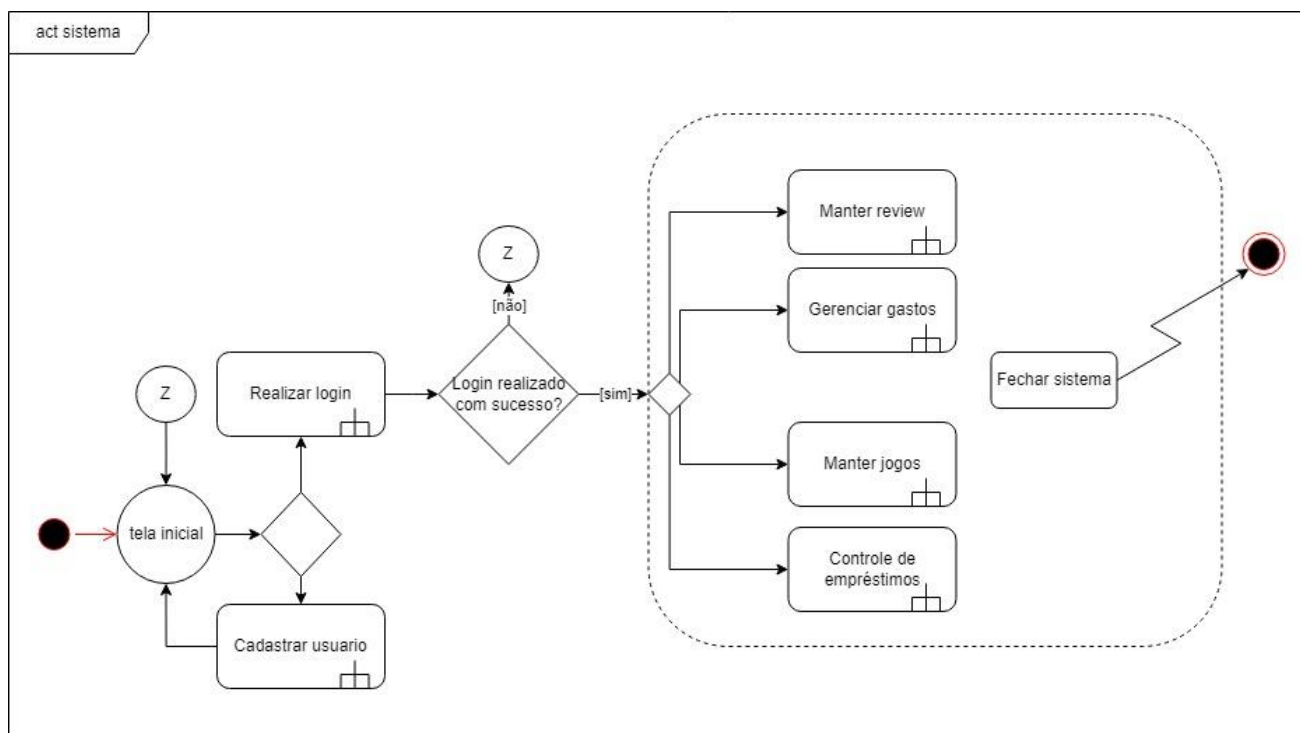 act sistema
Manter review
Z
[não]
Gerenciar gastos
Z
Realizar login
Login realizado
com sucesso?
[sim]
Fechar sistema
Manter jogos
tela inicial
Controle de
empréstimos
Cadastrar usuario